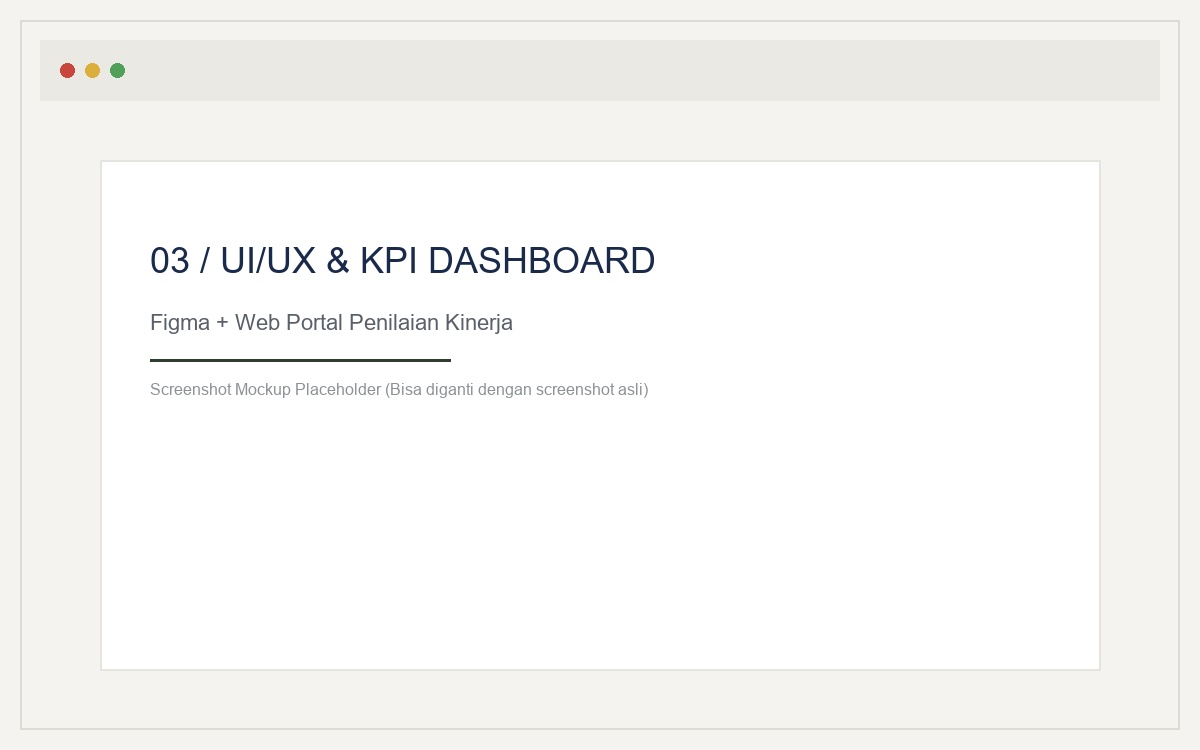 03 / UI/UX & KPI DASHBOARD
Figma + Web Portal Penilaian Kinerja
Screenshot Mockup Placeholder (Bisa diganti dengan screenshot asli)